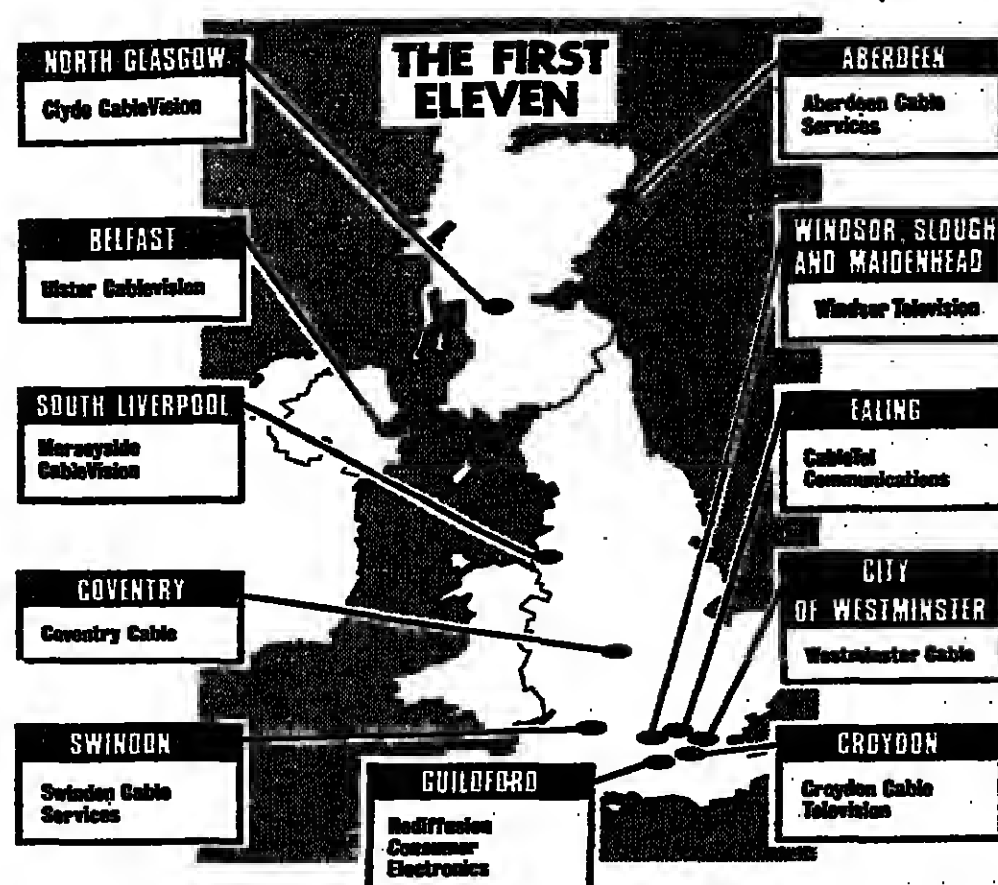 THE FIRST
ELEVEN
NORTH GLASGOW
Clyde CableVision
BELFAST
Ulster Cablevision
SOUTH LIVERPOOL
Merseyside
CableVision
COVENTRY
Coventry Cable
SWINDON
Swindon Cable
Services
GUILDFORD
Rediffusion
Consumer
Electronics
ABERDEEN
Aberdeen Cable
Services
WINDSOR, SLOUGH
AND MAIDENHEAD
Windsor Television
EALING
CableTel
Communications
CITY
OF WESTMINSTER
Westminster Cable
CROYDON
Croydon Cable
Television